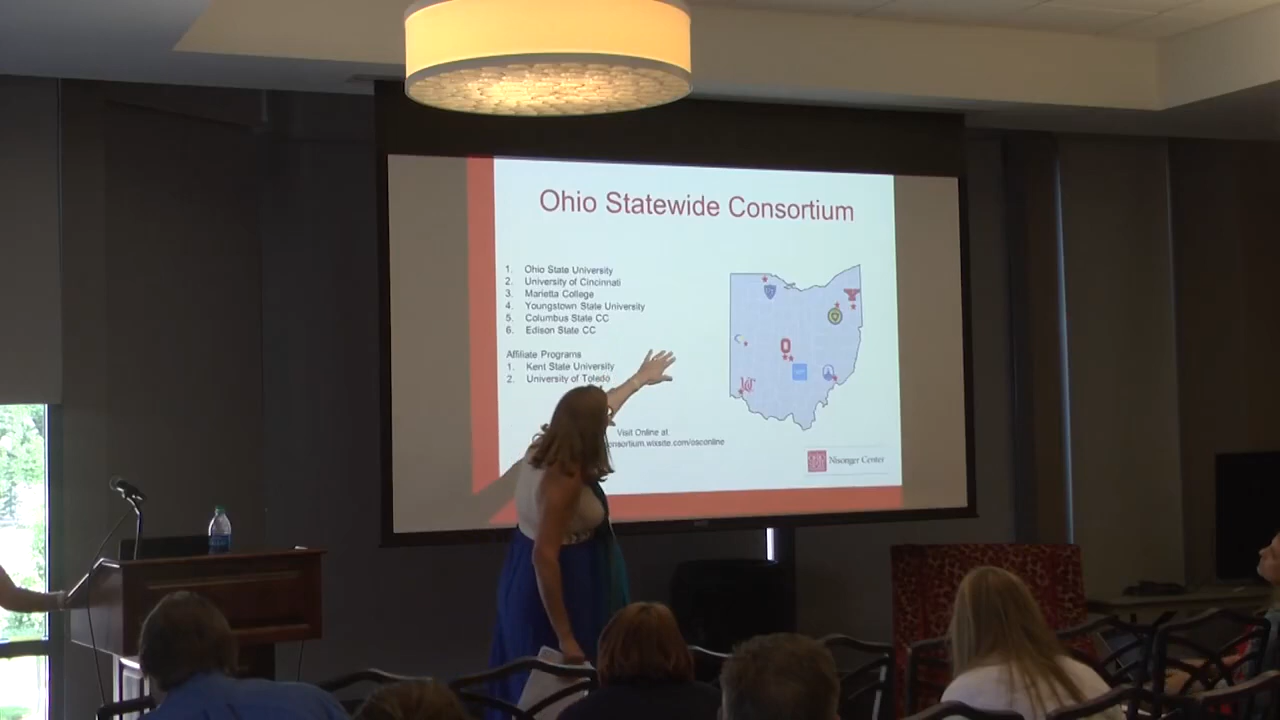 Ohio Statewide Consortium
1. Ohio State University
2. University of Cincinnati
3. Marietta College
4. Youngstown State University
5. Columbus State CC
6. Edison State CC
Affiliate Programs
1. Kent State University
2. University of Toledo
Visit Online at
onsortium.wixsite.com/osconline
Nisonger Center